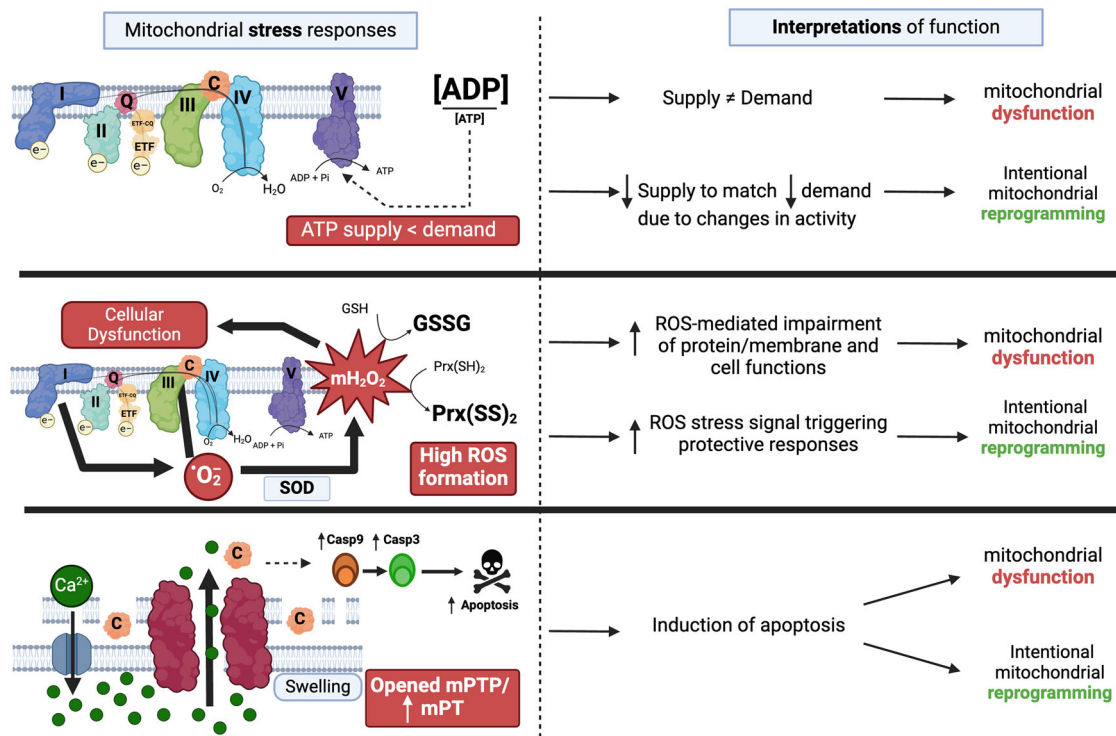 Mitochondrial stress responses
Interpretations of function
I
Q
II
ETF-CQ
ETF
e−
e−
e−
III
C
IV
O₂
H₂O
V
ADP + Pi
ATP
[ADP]
[ATP]
ATP supply < demand
Supply ≠ Demand
mitochondrial
dysfunction
↓ Supply to match ↓ demand
due to changes in activity
Intentional
mitochondrial
reprogramming
Cellular
Dysfunction
I
Q
II
ETF-CQ
ETF
e−
e−
e−
III
C
IV
O₂
H₂O
V
ADP + Pi
ATP
•O₂−
SOD
mH₂O₂
GSH
GSSG
Prx(SH)₂
Prx(SS)₂
High ROS
formation
↑ ROS-mediated impairment
of protein/membrane and
cell functions
mitochondrial
dysfunction
↑ ROS stress signal triggering
protective responses
Intentional
mitochondrial
reprogramming
Ca²⁺
C
C
C
↑ Casp9
↑ Casp3
↑ Apoptosis
Swelling
Opened mPTP/
↑ mPT
Induction of apoptosis
mitochondrial
dysfunction
Intentional
mitochondrial
reprogramming